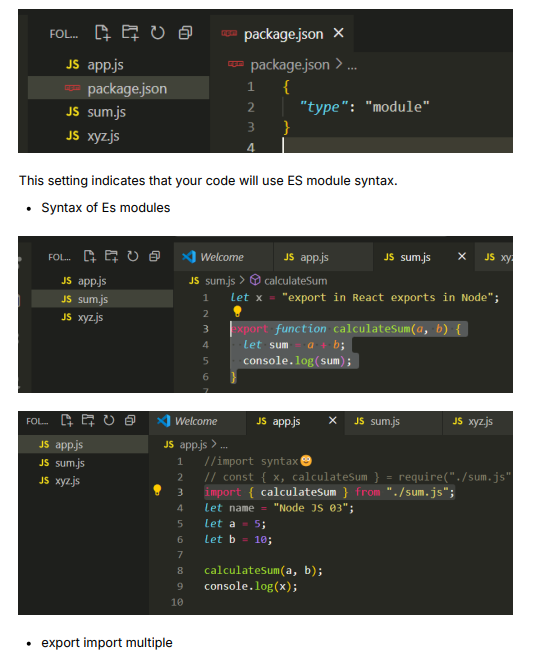 FOL...
package.json
JS app.js
package.json > ...
package.json
1 {
JS sum.js
2 "type": "module"
JS xyz.js
3 }
4
This setting indicates that your code will use ES module syntax.
• Syntax of Es modules
FOL... Welcome JS app.js JS sum.js JS xyz
JS app.js
JS sum.js > calculateSum
JS sum.js
1 let x = "export in React exports in Node";
JS xyz.js
2
3 export function calculateSum(a, b) {
4 let sum = a + b;
5 console.log(sum);
6 }
7
FOL... Welcome JS app.js JS sum.js JS xyz.js
JS app.js
JS app.js > ...
JS sum.js
1 //import syntax😀
JS xyz.js
2 // const { x, calculateSum } = require("./sum.js"
3 import { calculateSum } from "./sum.js";
4 let name = "Node JS 03";
5 let a = 5;
6 let b = 10;
7
8 calculateSum(a, b);
9 console.log(x);
10
• export import multiple